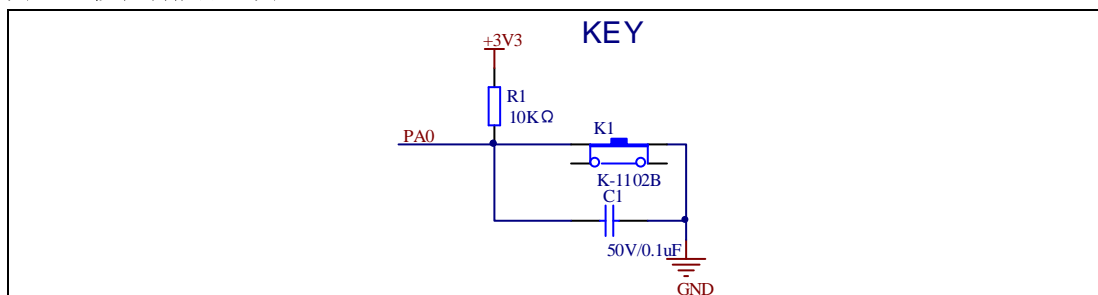 KEY
+3V3
R1
10KΩ
PA0
K1
K-1102B
C1
50V/0.1uF
GND